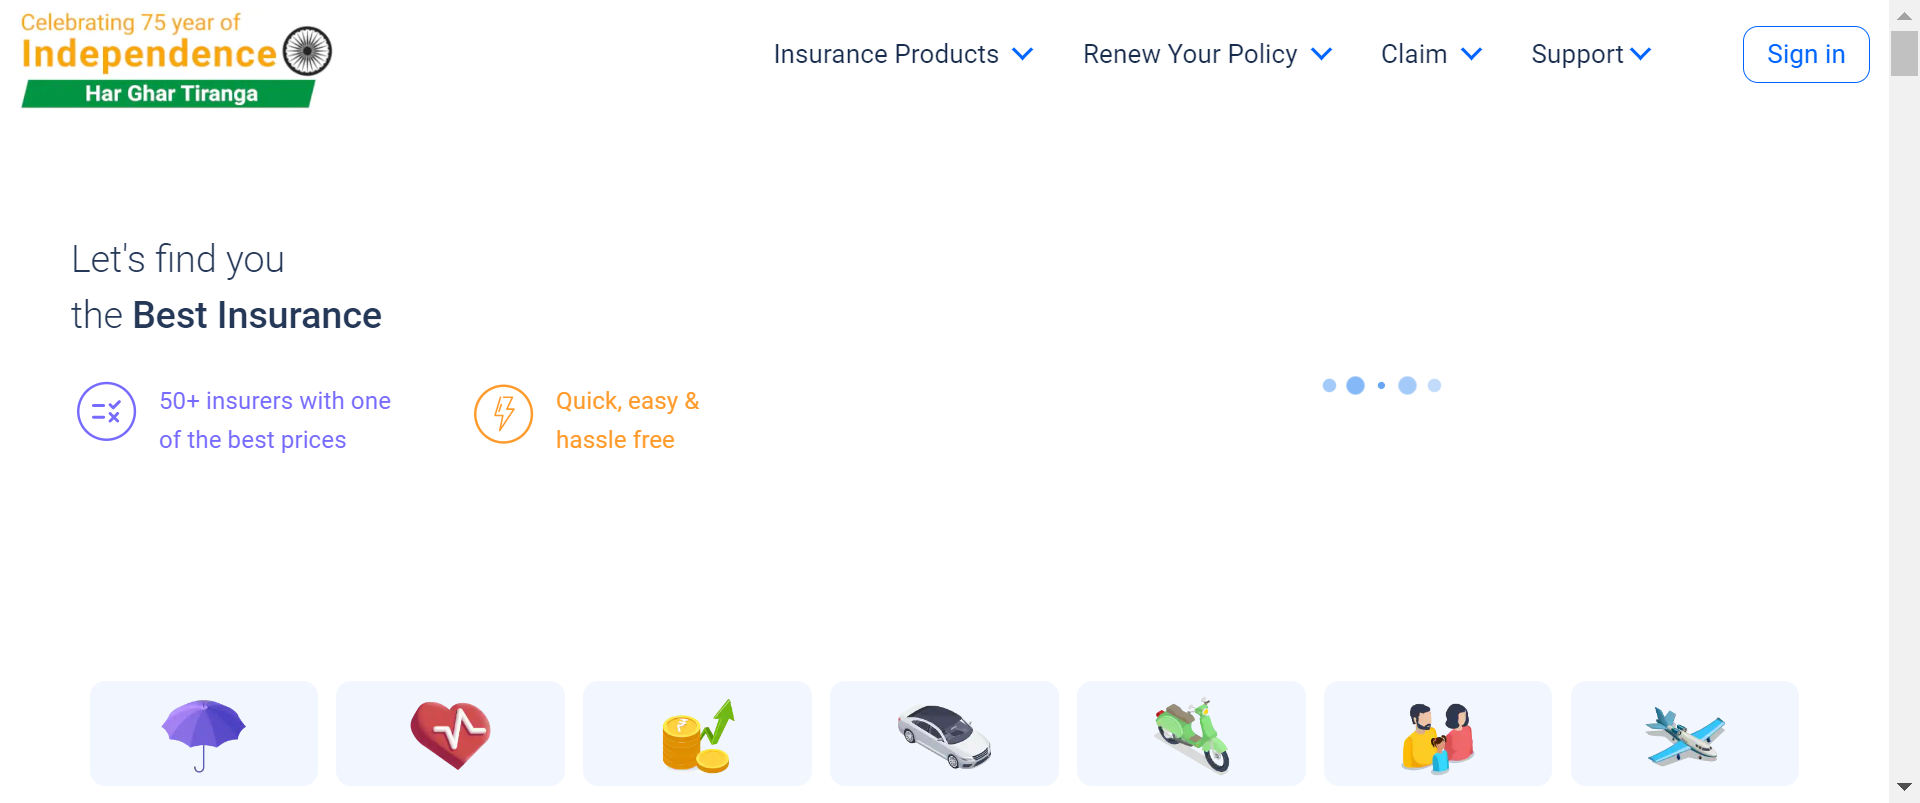 Celebrating 75 year of
Independence
Har Ghar Tiranga
Insurance Products
Renew Your Policy
Claim
Support
Sign in
Let's find you
the Best Insurance
50+ insurers with one
of the best prices
Quick, easy &
hassle free
₹